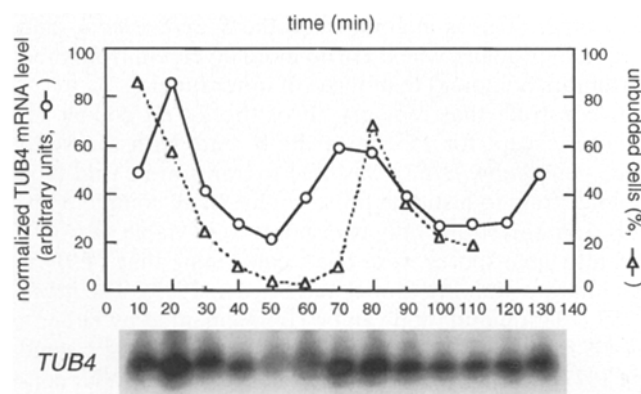 time (min)
normalized TUB4 mRNA level
(arbitrary units, )
100
80
60
40
20
0
100
80
60
40
20
0
unbudded cells (%, )
0 10 20 30 40 50 60 70 80 90 100 110 120 130 140
TUB4